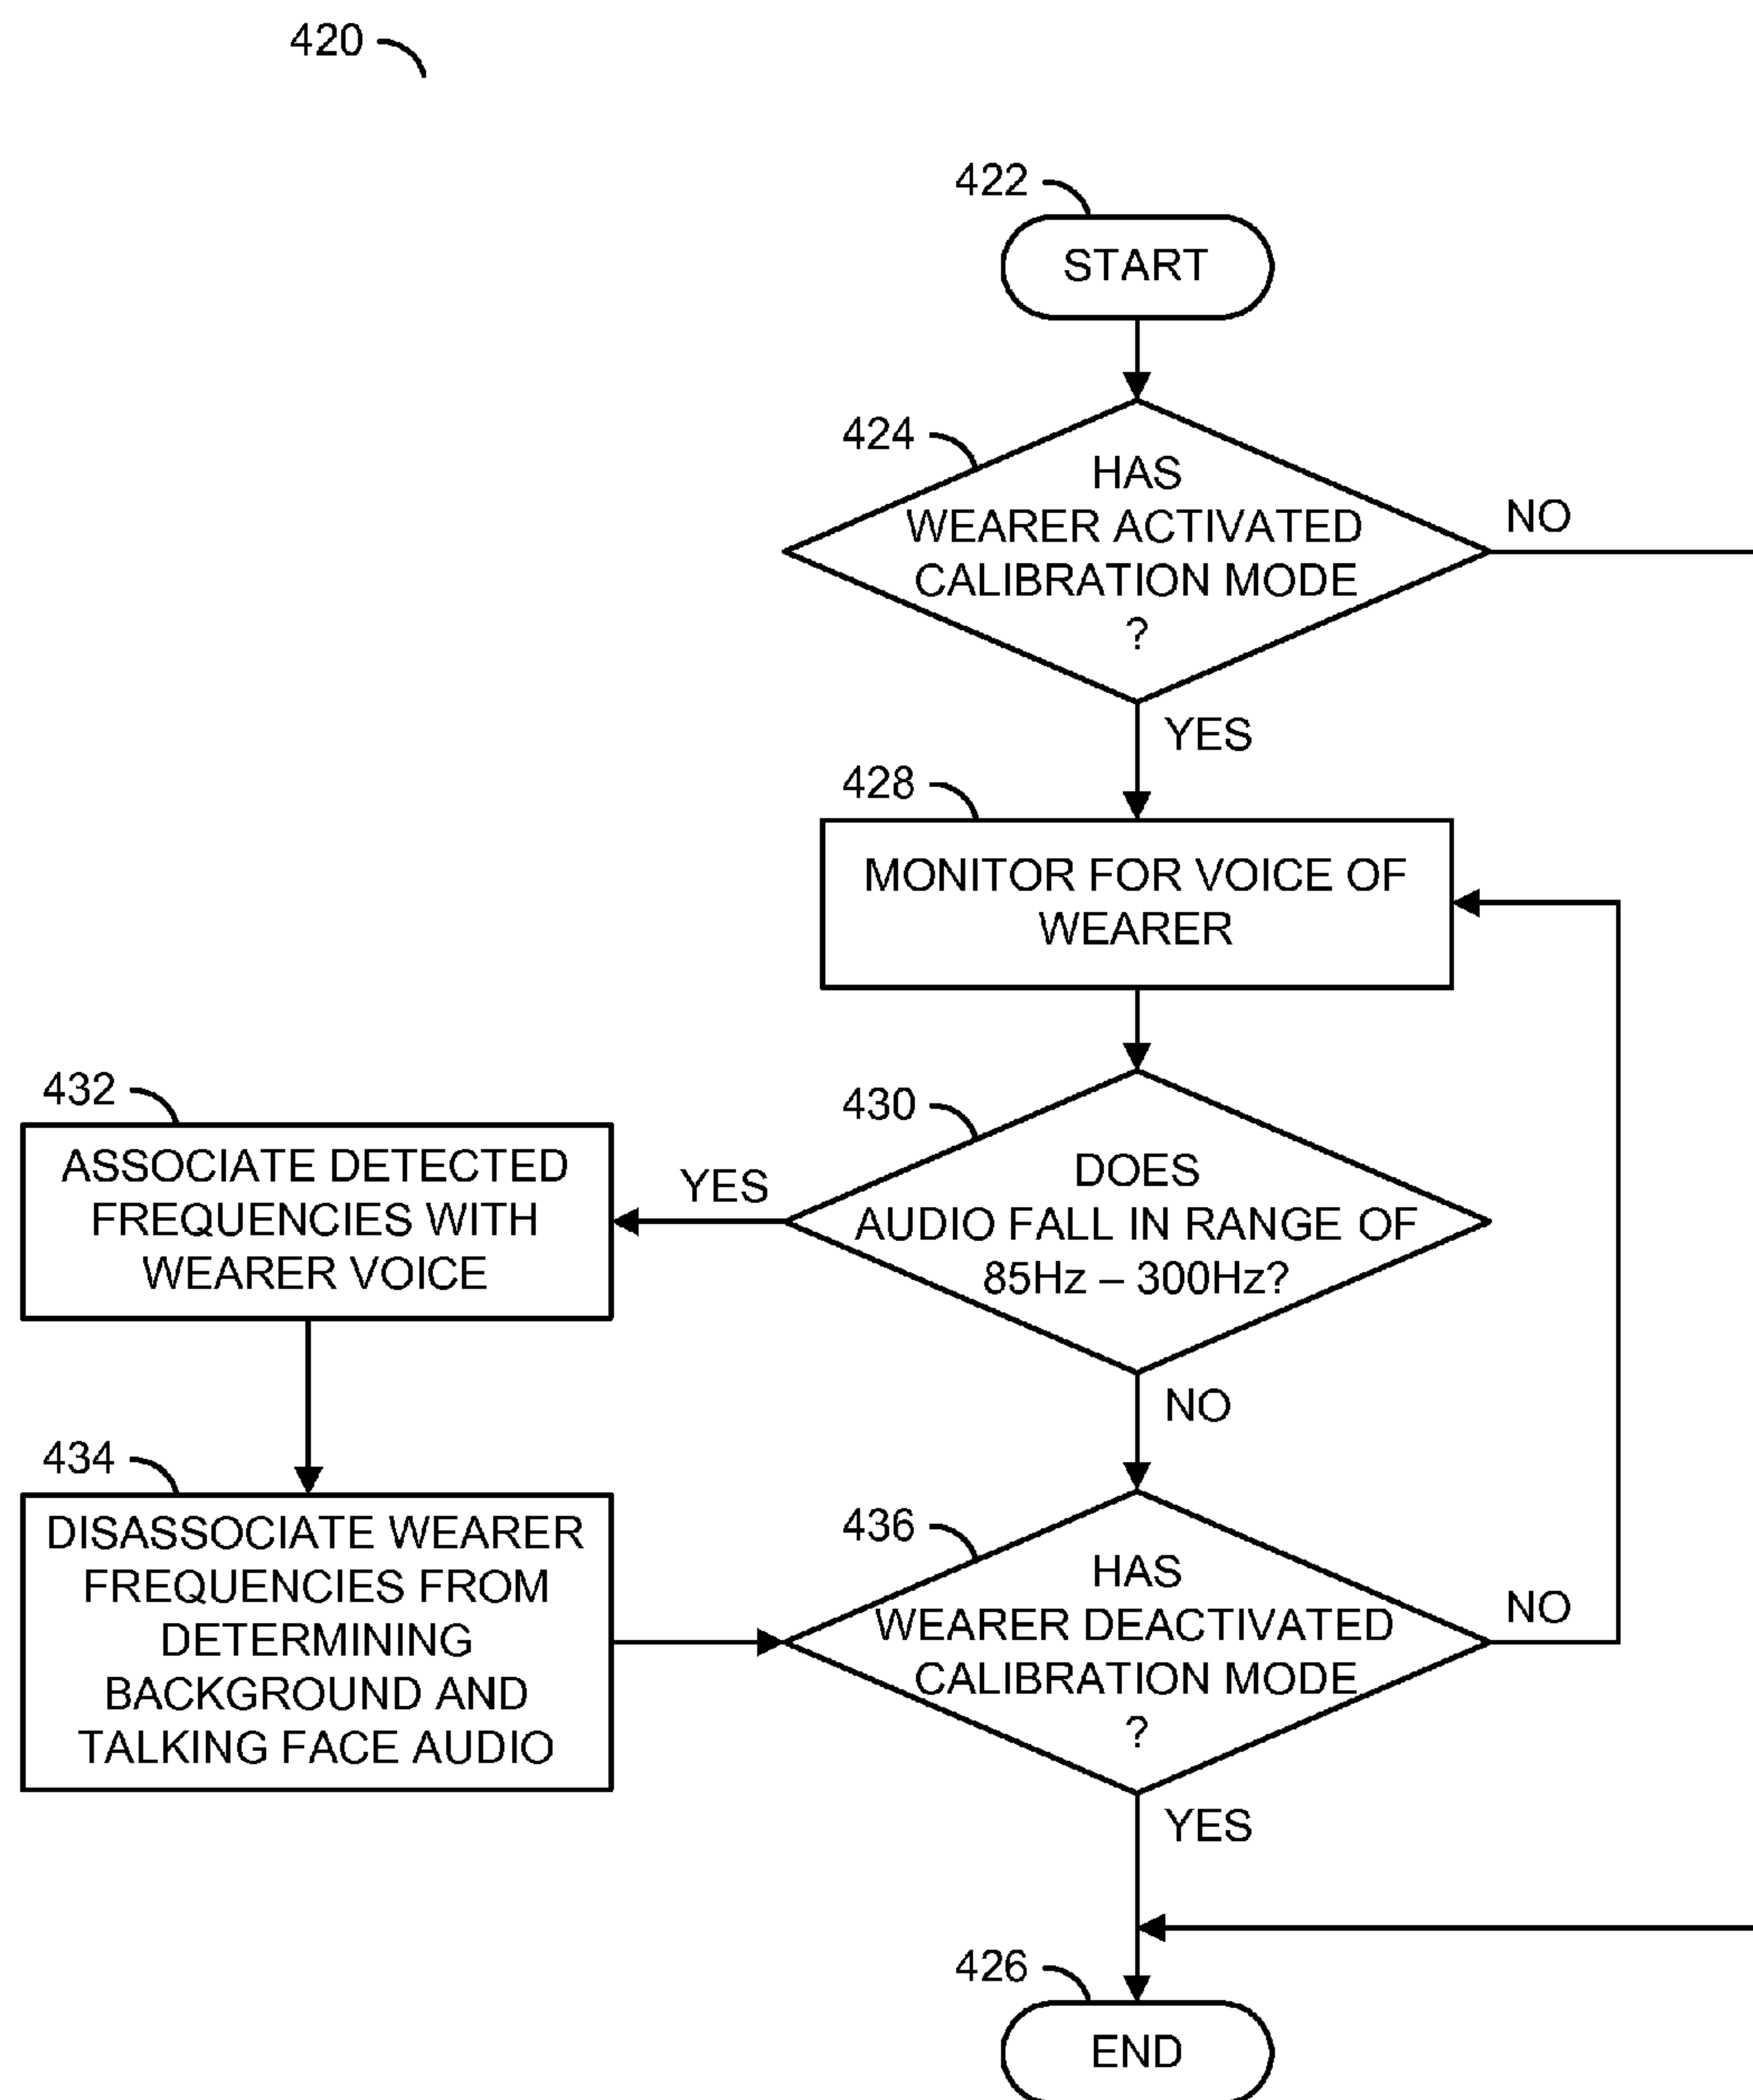 420
422
START
424
HAS
WEARER ACTIVATED
CALIBRATION MODE
?
NO
YES
428
MONITOR FOR VOICE OF
WEARER
430
DOES
AUDIO FALL IN RANGE OF
85Hz – 300Hz?
YES
NO
432
ASSOCIATE DETECTED
FREQUENCIES WITH
WEARER VOICE
434
DISASSOCIATE WEARER
FREQUENCIES FROM
DETERMINING
BACKGROUND AND
TALKING FACE AUDIO
436
HAS
WEARER DEACTIVATED
CALIBRATION MODE
?
NO
YES
426
END